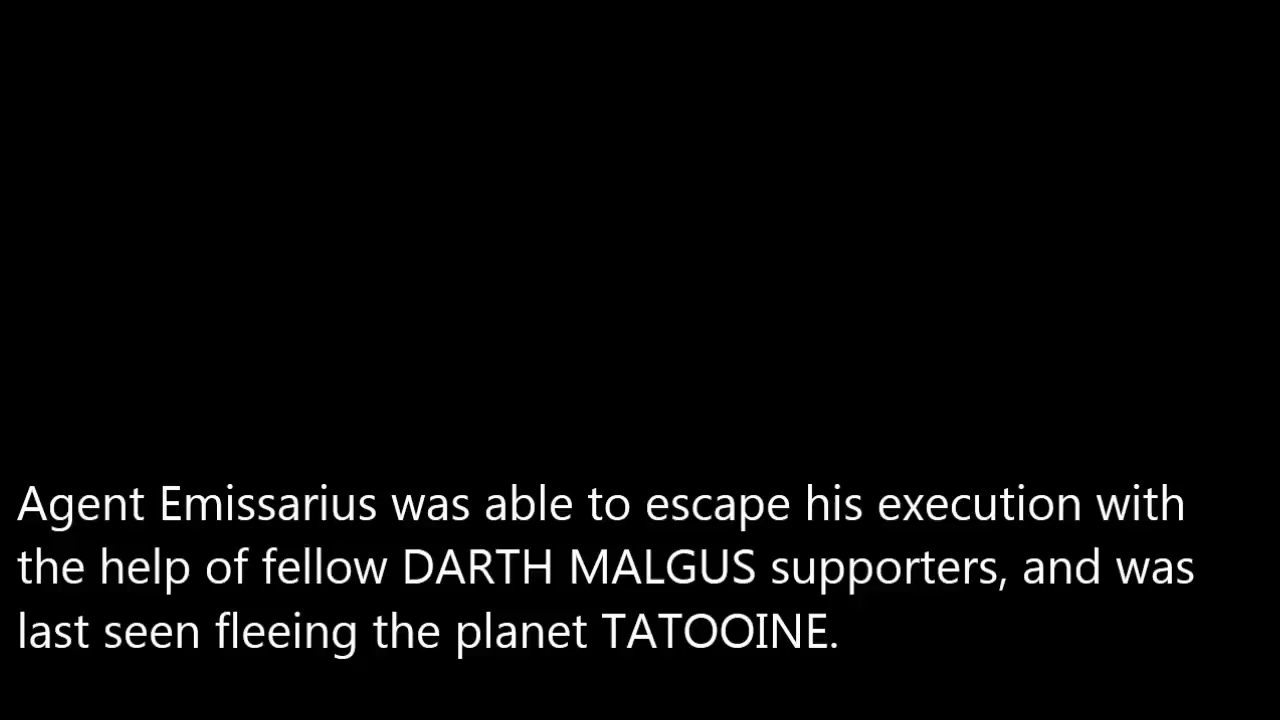 Agent Emissarius was able to escape his execution with
the help of fellow DARTH MALGUS supporters, and was
last seen fleeing the planet TATOOINE.